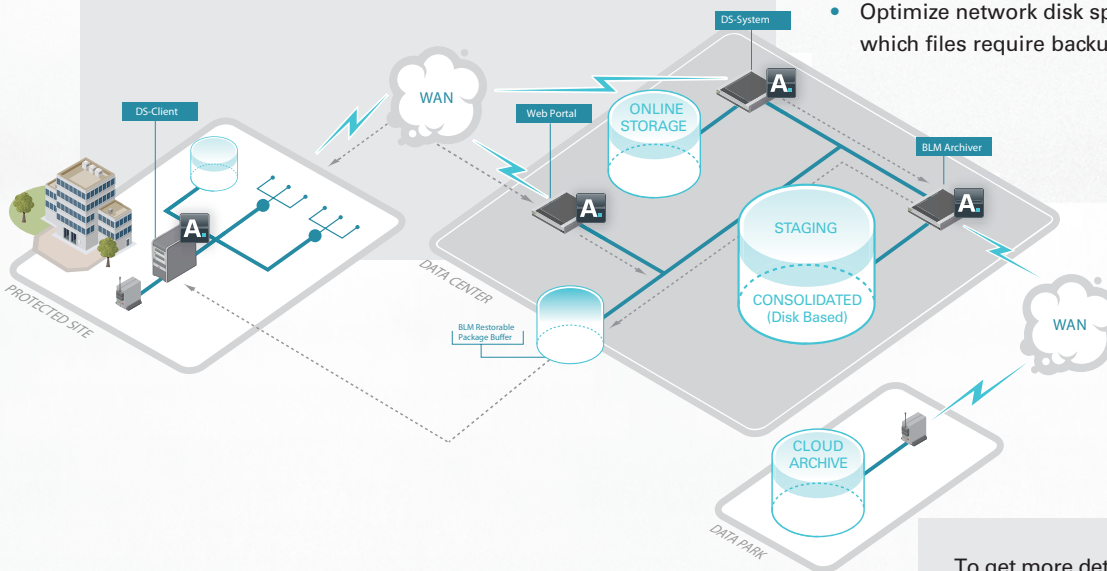 DS-System
Optimize network disk sp
which files require backu
WAN
DS-Client
A.
Web Portal
ONLINE
STORAGE
A.
BLM Archiver
A.
A.
STAGING
CONSOLIDATED
(Disk Based)
PROTECTED SITE
DATA CENTER
BLM Restorable
Package Buffer
WAN
CLOUD
ARCHIVE
DATA PARK
To get more det